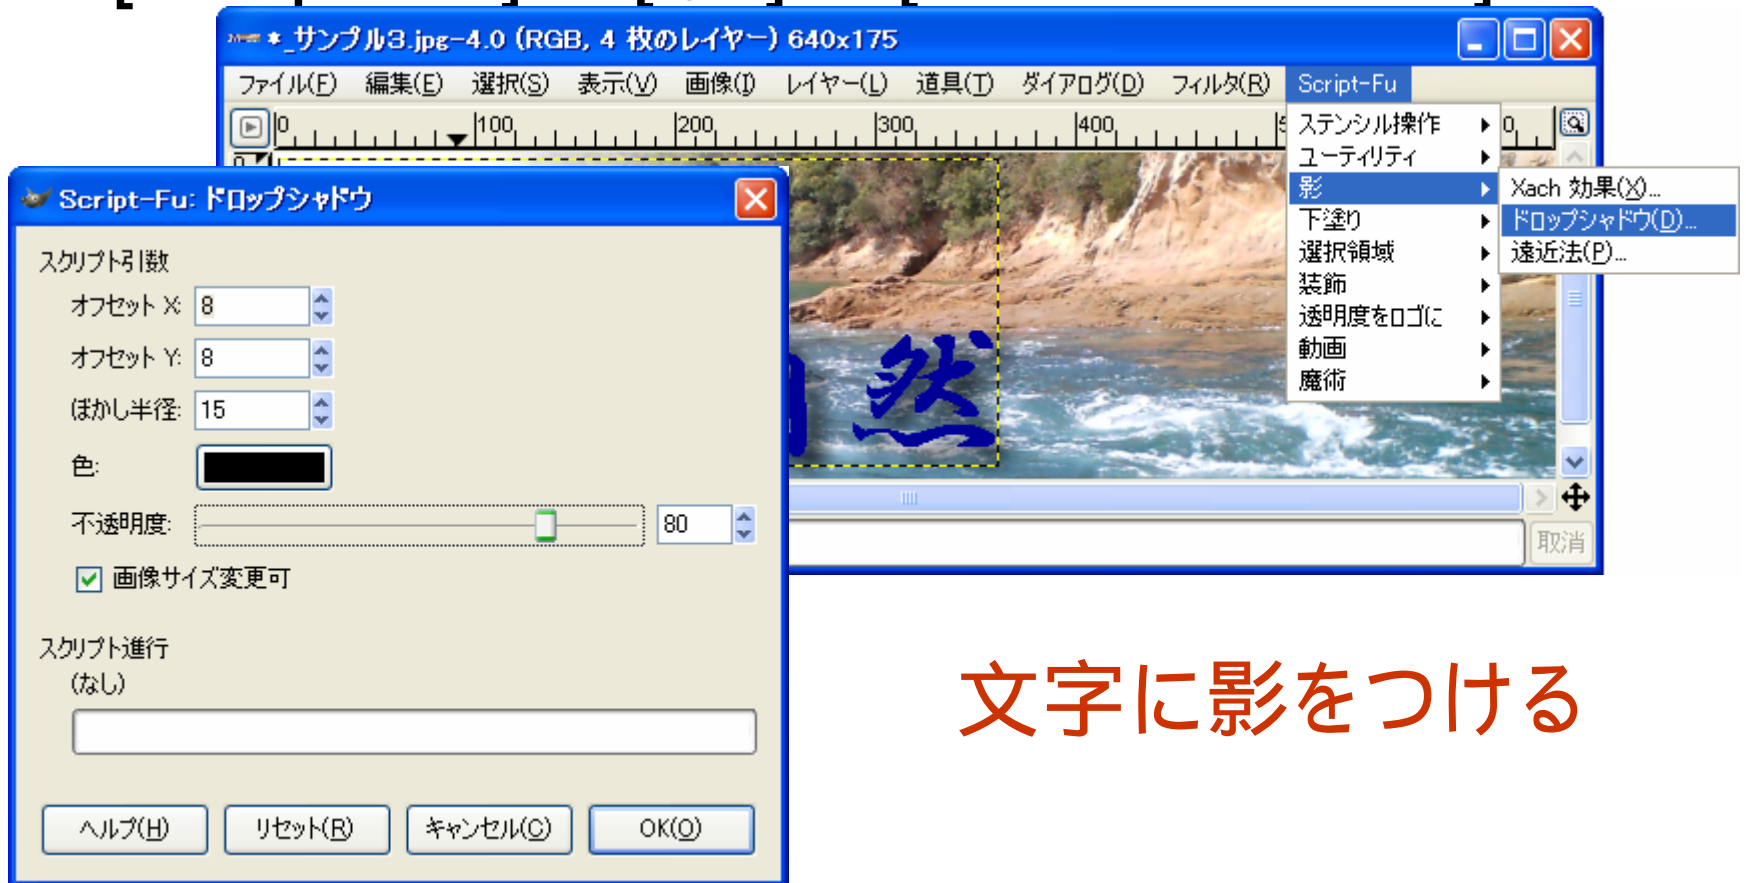 *_サンプル3.jpg-4.0 (RGB, 4 枚のレイヤー) 640x175
ファイル(F) 編集(E) 選択(S) 表示(V) 画像(I) レイヤー(L) 道具(T) ダイアログ(D) フィルタ(R) Script-Fu
0 100 200 300 400
ステンシル操作
ユーティリティ
影
下塗り
選択領域
装飾
透明度をロゴに
動画
魔術
Xach 効果(X)...
ドロップシャドウ(D)...
遠近法(P)...
然
取消
Script-Fu: ドロップシャドウ
スクリプト引数
オフセット X: 8
オフセット Y: 8
ぼかし半径: 15
色:
不透明度: 80
画像サイズ変更可
スクリプト進行
(なし)
ヘルプ(H) リセット(R) キャンセル(C) OK(O)
文字に影をつける